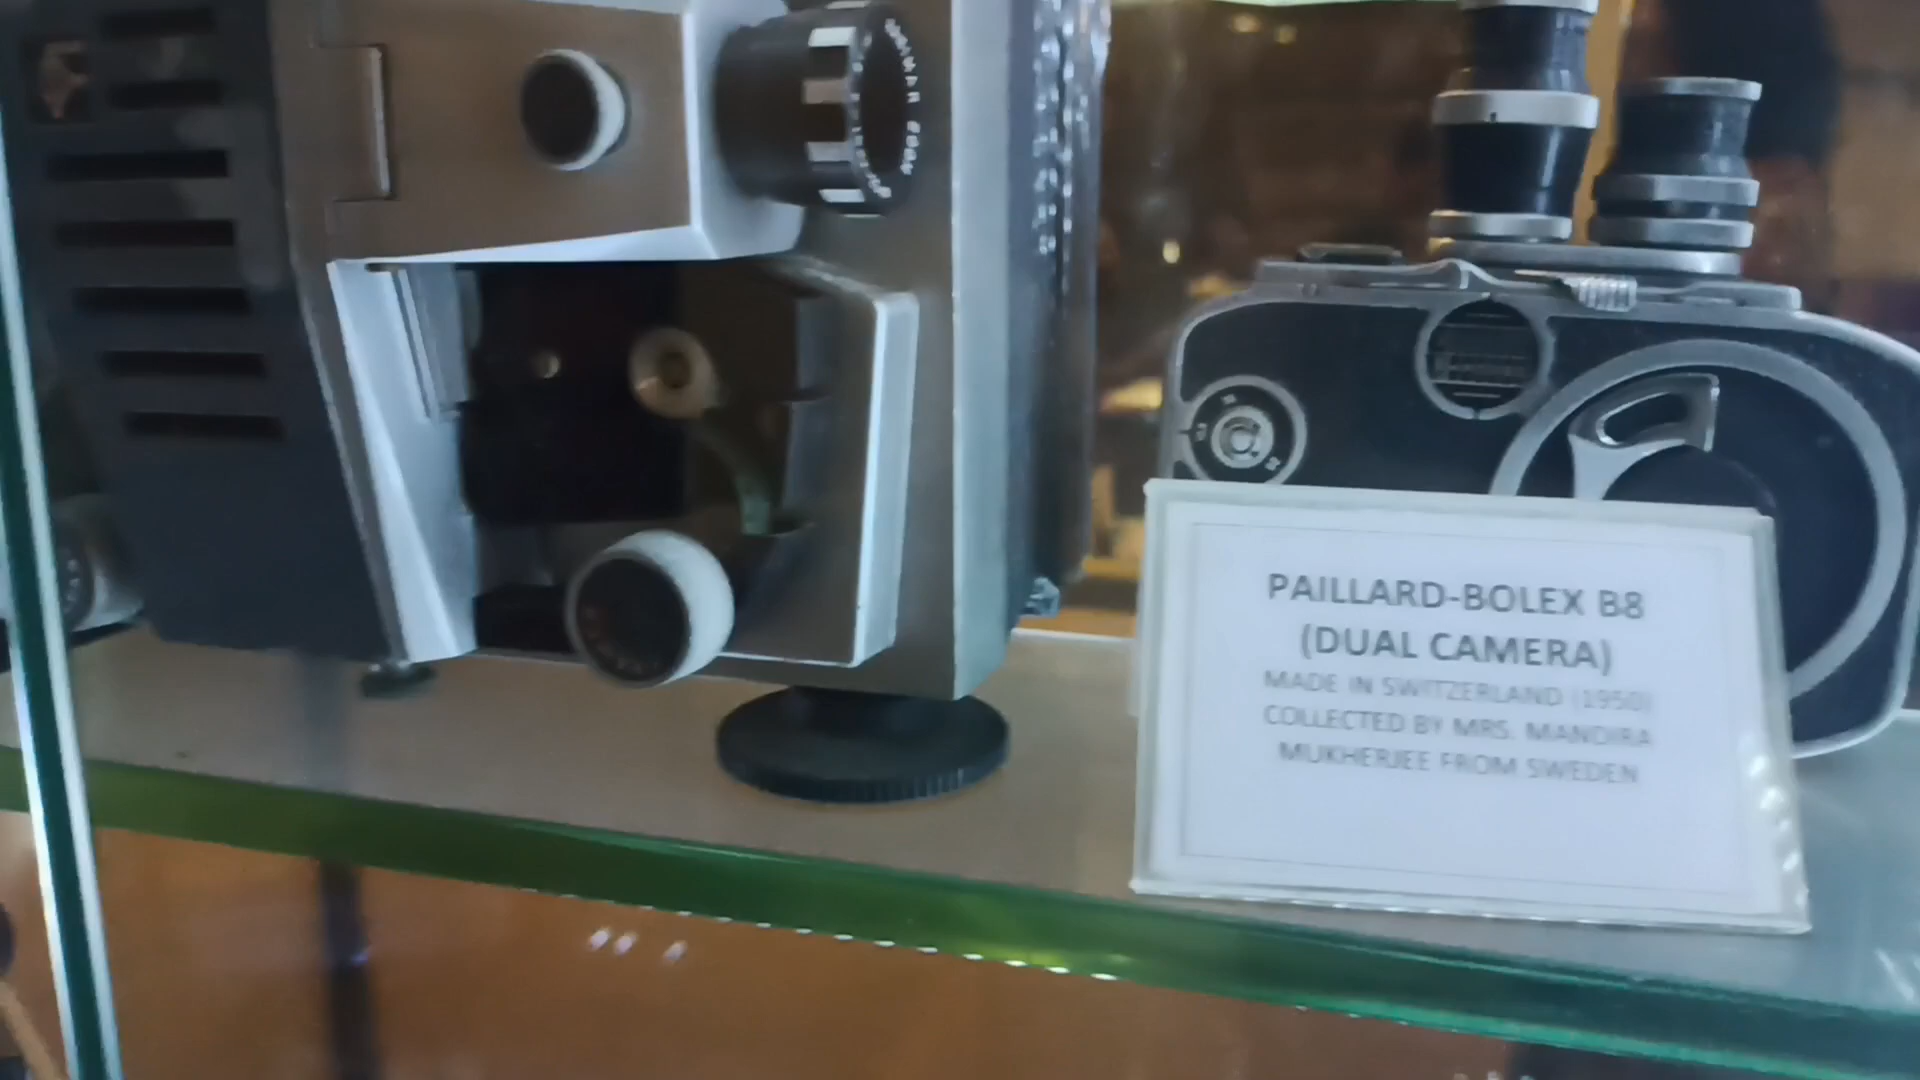 PAILLARD-BOLEX B8
(DUAL CAMERA)
MADE IN SWITZERLAND (1950)
COLLECTED BY MRS. MANDIRA
MUKHERJEE FROM SWEDEN